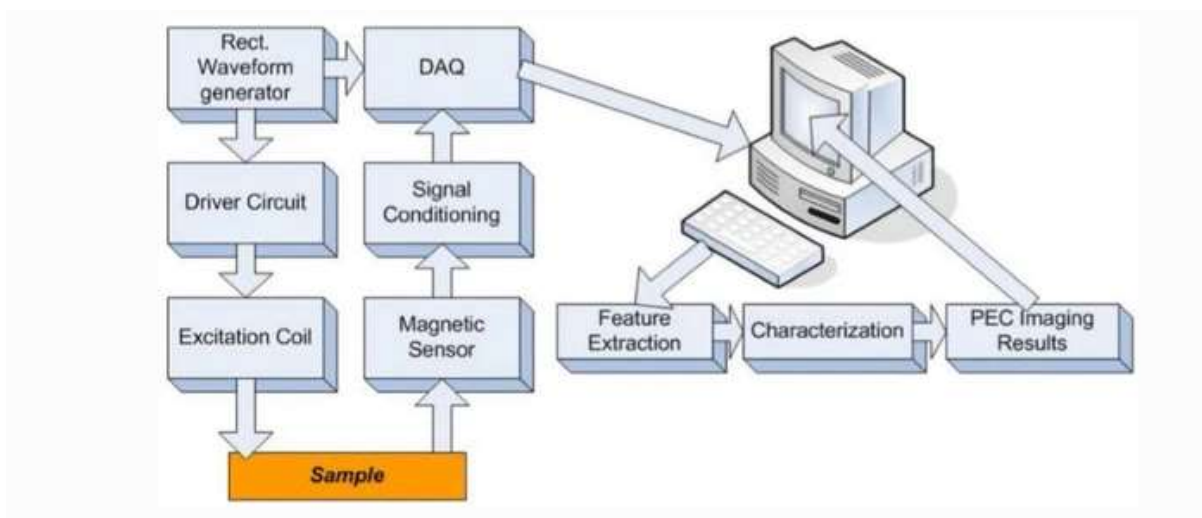 Rect.
Waveform
generator
DAQ
Driver Circuit
Signal
Conditioning
Excitation Coil
Magnetic
Sensor
Feature
Extraction
Characterization
PEC Imaging
Results
Sample